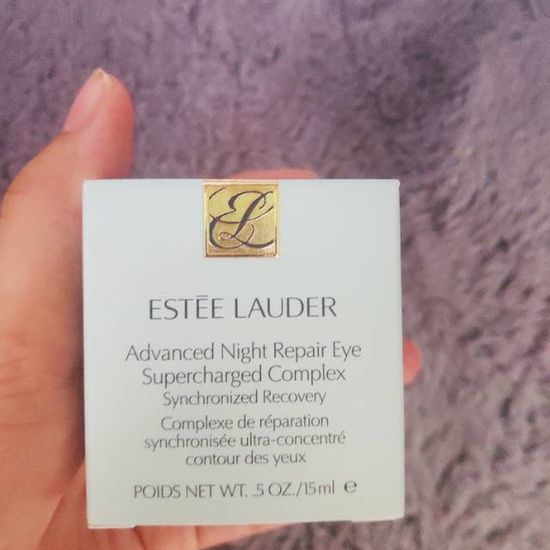 EL
ESTĒE LAUDER
Advanced Night Repair Eye
Supercharged Complex
Synchronized Recovery
Complexe de réparation
synchronisée ultra-concentré
contour des yeux
POIDS NET WT. .5 OZ./15ml ℮